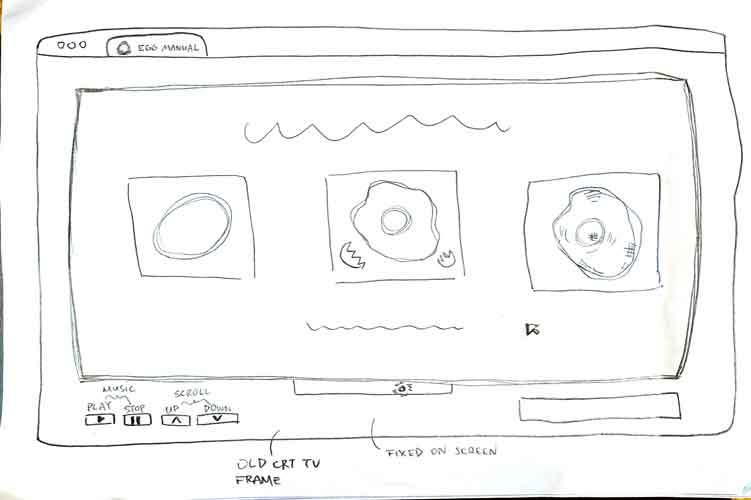 EGG MANUAL
MUSIC
SCROLL
PLAY
STOP
UP
DOWN
OLD CRT TV
FRAME
FIXED ON SCREEN